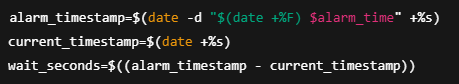 alarm_timestamp=$(date -d "$(date +%F) $alarm_time" +%s)
current_timestamp=$(date +%s)
wait_seconds=$((alarm_timestamp - current_timestamp))